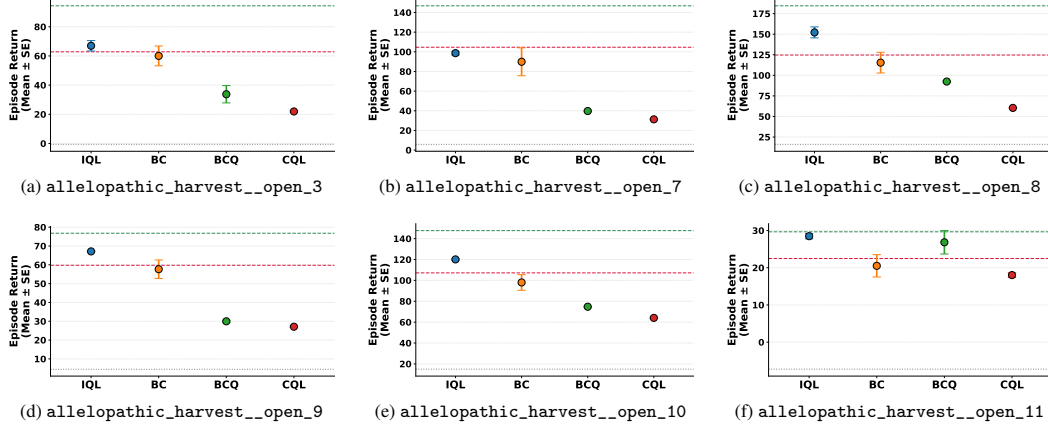 Episode Return
(Mean ± SE)
80
60
40
20
0
IQL BC BCQ CQL
(a) allelopathic_harvest__open_3
Episode Return
(Mean ± SE)
140
120
100
80
60
40
20
0
IQL BC BCQ CQL
(b) allelopathic_harvest__open_7
Episode Return
(Mean ± SE)
175
150
125
100
75
50
25
IQL BC BCQ CQL
(c) allelopathic_harvest__open_8
Episode Return
(Mean ± SE)
80
70
60
50
40
30
20
10
IQL BC BCQ CQL
(d) allelopathic_harvest__open_9
Episode Return
(Mean ± SE)
140
120
100
80
60
40
20
IQL BC BCQ CQL
(e) allelopathic_harvest__open_10
Episode Return
(Mean ± SE)
30
20
10
0
IQL BC BCQ CQL
(f) allelopathic_harvest__open_11